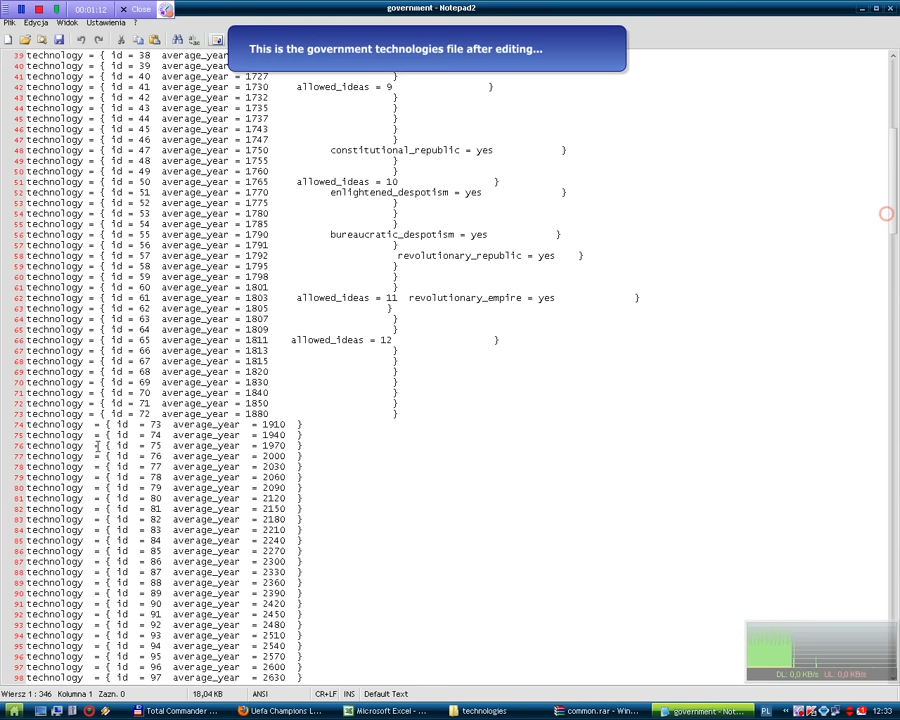 00:01:12 Close government - Notepad2
Plik Edycja Widok Ustawienia ?
This is the government technologies file after editing...
39 technology = { id = 38 average_year
40 technology = { id = 39 average_year
41 technology = { id = 40 average_year = 1727 }
42 technology = { id = 41 average_year = 1730 allowed_ideas = 9 }
43 technology = { id = 42 average_year = 1732 }
44 technology = { id = 43 average_year = 1735 }
45 technology = { id = 44 average_year = 1737 }
46 technology = { id = 45 average_year = 1743 }
47 technology = { id = 46 average_year = 1747 }
48 technology = { id = 47 average_year = 1750 constitutional_republic = yes }
49 technology = { id = 48 average_year = 1755 }
50 technology = { id = 49 average_year = 1760 }
51 technology = { id = 50 average_year = 1765 allowed_ideas = 10 }
52 technology = { id = 51 average_year = 1770 enlightened_despotism = yes }
53 technology = { id = 52 average_year = 1775 }
54 technology = { id = 53 average_year = 1780 }
55 technology = { id = 54 average_year = 1785 }
56 technology = { id = 55 average_year = 1790 bureaucratic_despotism = yes }
57 technology = { id = 56 average_year = 1791 }
58 technology = { id = 57 average_year = 1792 revolutionary_republic = yes }
59 technology = { id = 58 average_year = 1795 }
60 technology = { id = 59 average_year = 1798 }
61 technology = { id = 60 average_year = 1801 }
62 technology = { id = 61 average_year = 1803 allowed_ideas = 11 revolutionary_empire = yes }
63 technology = { id = 62 average_year = 1805 }
64 technology = { id = 63 average_year = 1807 }
65 technology = { id = 64 average_year = 1809 }
66 technology = { id = 65 average_year = 1811 allowed_ideas = 12 }
67 technology = { id = 66 average_year = 1813 }
68 technology = { id = 67 average_year = 1815 }
69 technology = { id = 68 average_year = 1820 }
70 technology = { id = 69 average_year = 1830 }
71 technology = { id = 70 average_year = 1840 }
72 technology = { id = 71 average_year = 1850 }
73 technology = { id = 72 average_year = 1880 }
74 technology = { id = 73 average_year = 1910 }
75 technology = { id = 74 average_year = 1940 }
76 technology = { id = 75 average_year = 1970 }
77 technology = { id = 76 average_year = 2000 }
78 technology = { id = 77 average_year = 2030 }
79 technology = { id = 78 average_year = 2060 }
80 technology = { id = 79 average_year = 2090 }
81 technology = { id = 80 average_year = 2120 }
82 technology = { id = 81 average_year = 2150 }
83 technology = { id = 82 average_year = 2180 }
84 technology = { id = 83 average_year = 2210 }
85 technology = { id = 84 average_year = 2240 }
86 technology = { id = 85 average_year = 2270 }
87 technology = { id = 86 average_year = 2300 }
88 technology = { id = 87 average_year = 2330 }
89 technology = { id = 88 average_year = 2360 }
90 technology = { id = 89 average_year = 2390 }
91 technology = { id = 90 average_year = 2420 }
92 technology = { id = 91 average_year = 2450 }
93 technology = { id = 92 average_year = 2480 }
94 technology = { id = 93 average_year = 2510 }
95 technology = { id = 94 average_year = 2540 }
96 technology = { id = 95 average_year = 2570 }
97 technology = { id = 96 average_year = 2600 }
98 technology = { id = 97 average_year = 2630 }
DL: 0,0 KB/s UL: 0,0 KB/s
Wiersz 1 : 346 Kolumna 1 Zazn. 0 18,04 KB ANSI CR+LF INS Default Text
Start Total Commander ... Uefa Champions L... Microsoft Excel - ... technologies common.rar - Win... government - Not... PL 12:33